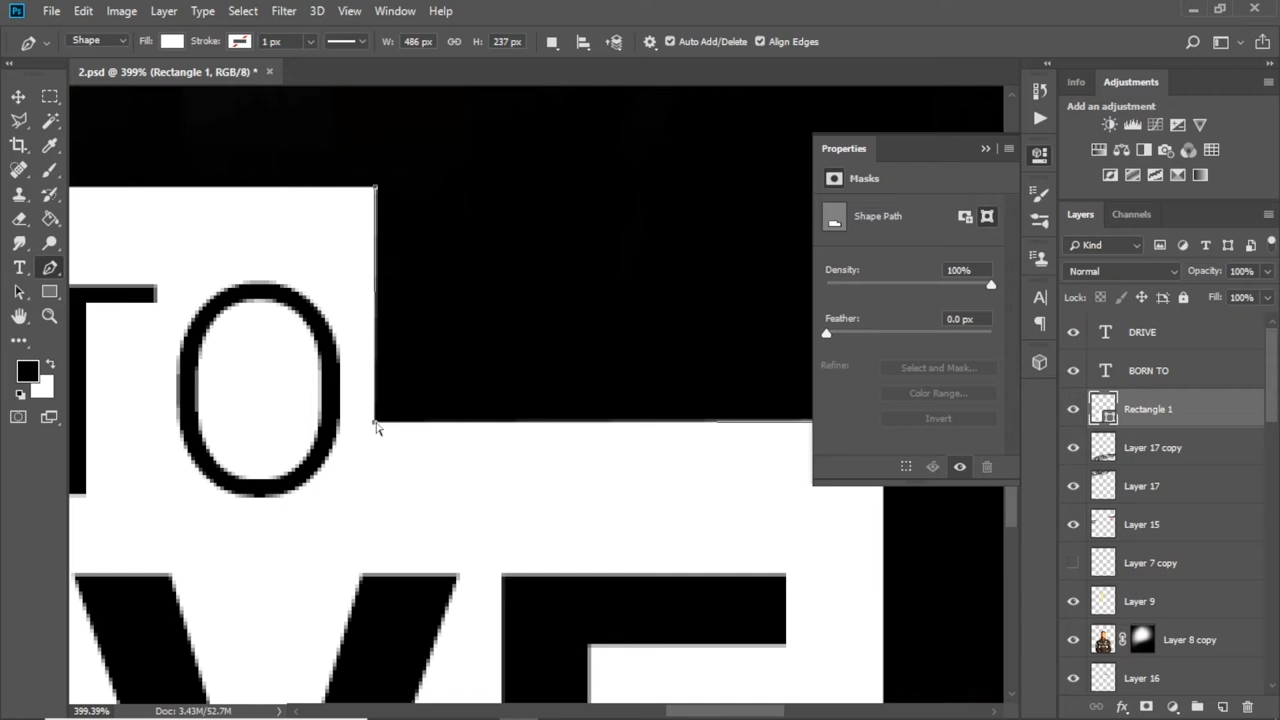 Ps File Edit Image Layer Type Select Filter 3D View Window Help
Shape Fill: Stroke: 1 px W: 486 px H: 237 px Auto Add/Delete Align Edges
2.psd @ 399% (Rectangle 1, RGB/8) *
Info Adjustments
Add an adjustment
Properties
Masks
Shape Path
Density: 100%
Feather: 0.0 px
Refine: Select and Mask...
Color Range...
Invert
Layers Channels
Kind
Normal Opacity: 100%
Lock: Fill: 100%
DRIVE
BORN TO
Rectangle 1
Layer 17 copy
Layer 17
Layer 15
Layer 7 copy
Layer 9
Layer 8 copy
Layer 16
TO
VE
399.39% Doc: 3.43M/52.7M